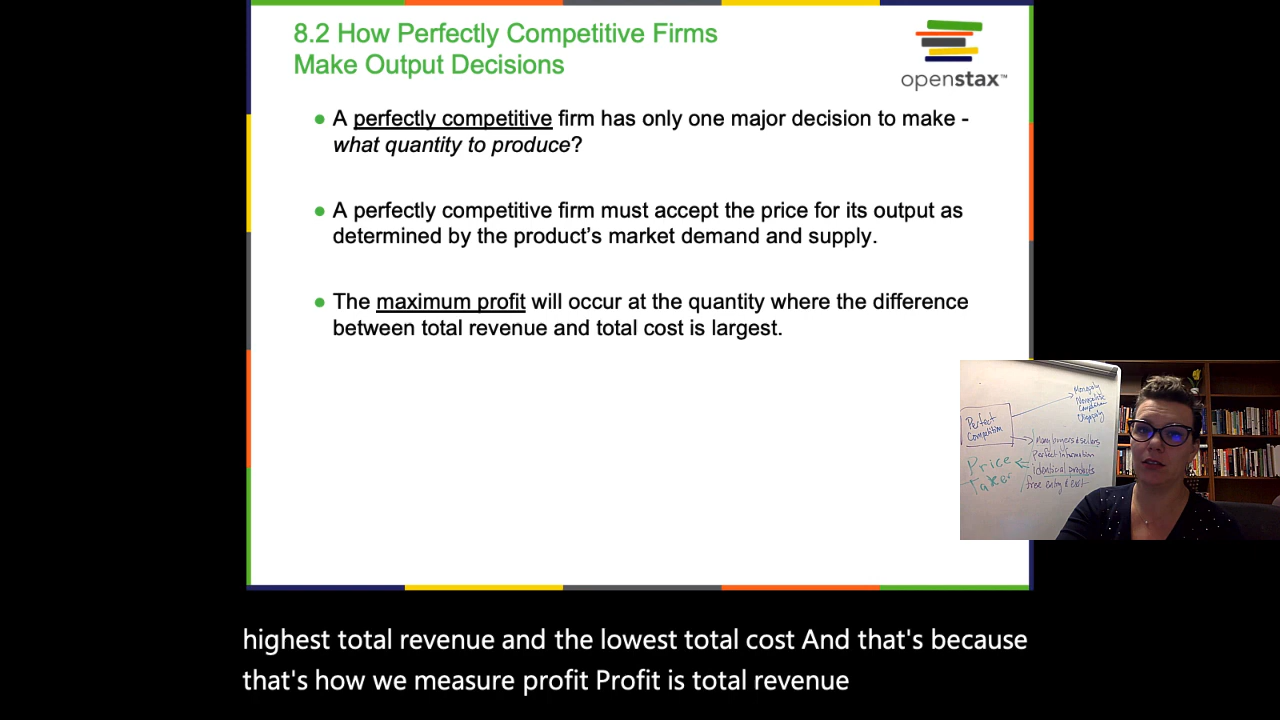 8.2 How Perfectly Competitive Firms
Make Output Decisions
openstax™
● A perfectly competitive firm has only one major decision to make -
what quantity to produce?
● A perfectly competitive firm must accept the price for its output as
determined by the product's market demand and supply.
● The maximum profit will occur at the quantity where the difference
between total revenue and total cost is largest.
Monopoly
Perfect
Competition
Many buyers & sellers
Perfect information
identical products
free entry & exit
Price
Taker
highest total revenue and the lowest total cost And that's because
that's how we measure profit Profit is total revenue